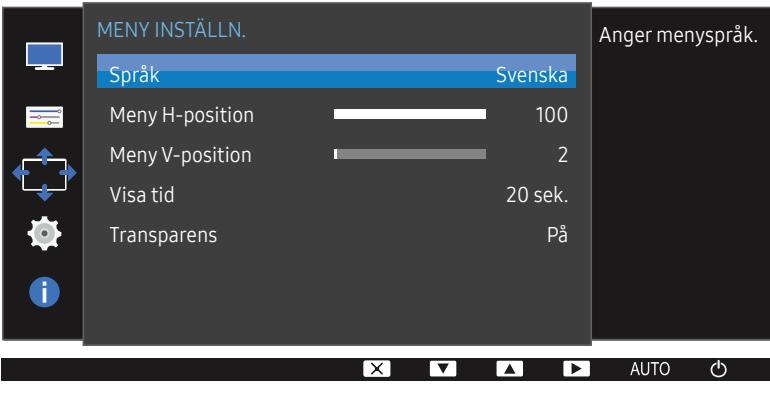 MENY INSTÄLLN.
Anger menyspråk.
Språk Svenska
Meny H-position 100
Meny V-position 2
Visa tid 20 sek.
Transparens På
AUTO